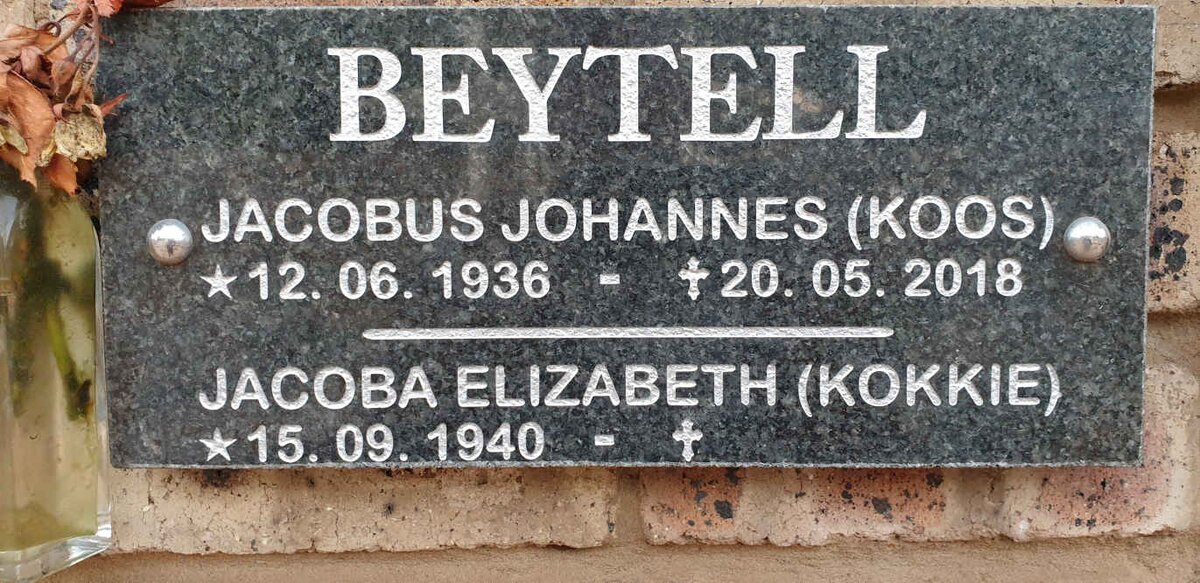 BEYTELL
JACOBUS JOHANNES (KOOS)
★12. 06. 1936 - ✝20. 05. 2018
JACOBA ELIZABETH (KOKKIE)
★15. 09. 1940 - ✝